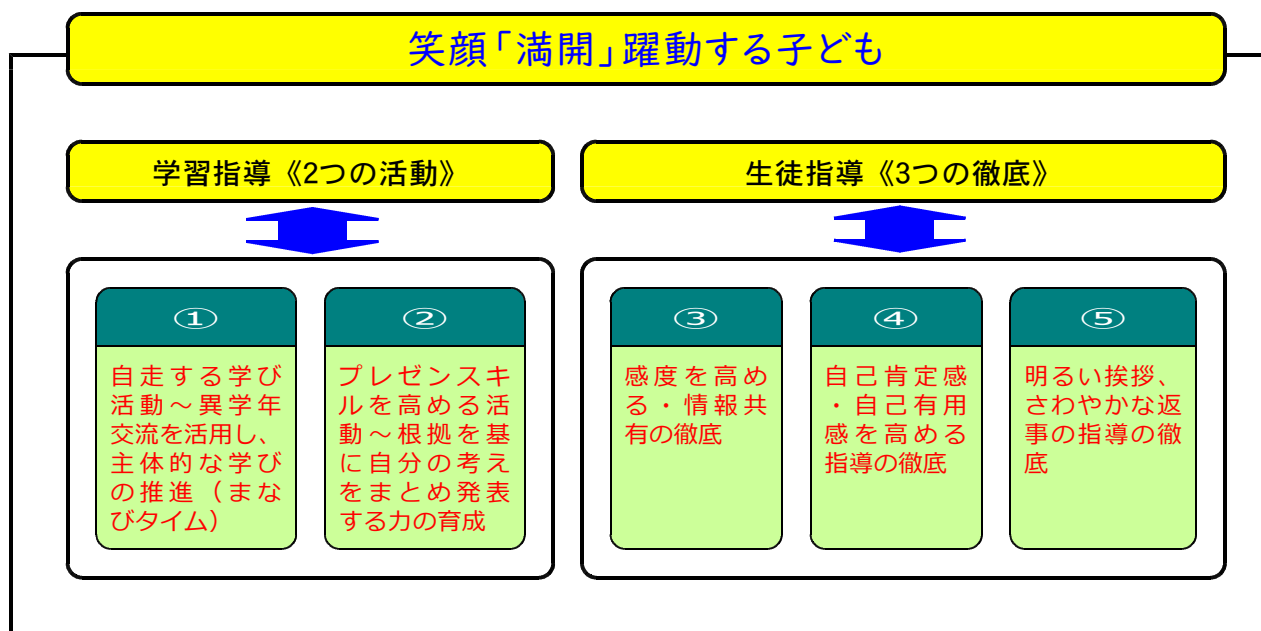 笑顔「満開」躍動する子ども
学習指導《2つの活動》
生徒指導《3つの徹底》
①
自走する学び
活動～異学年
交流を活用し、
主体的な学び
の推進（まな
びタイム）
②
プレゼンスキ
ルを高める活
動～根拠を基
に自分の考え
をまとめ発表
する力の育成
③
感度を高め
る・情報共
有の徹底
④
自己肯定感
・自己有用
感を高める
指導の徹底
⑤
明るい挨拶、
さわやかな返
事の指導の徹
底